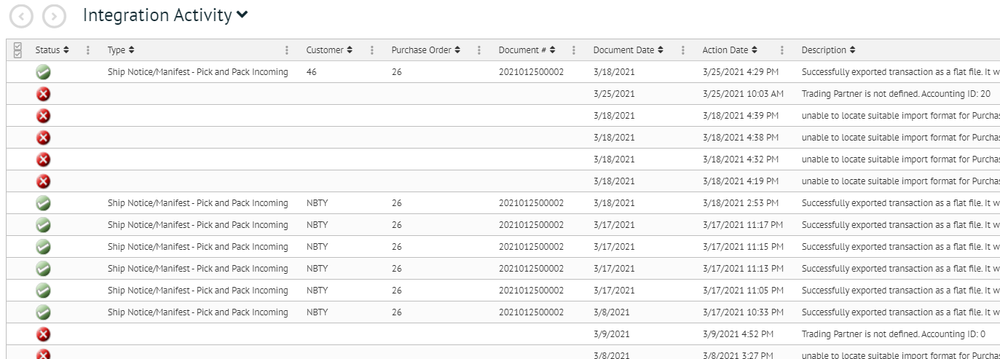 Integration Activity
Status Type Customer Purchase Order Document # Document Date Action Date Description
Ship Notice/Manifest - Pick and Pack Incoming 46 26 2021012500002 3/18/2021 3/25/2021 4:29 PM Successfully exported transaction as a flat file. It w
3/25/2021 3/25/2021 10:03 AM Trading Partner is not defined. Accounting ID: 20
3/18/2021 3/18/2021 4:39 PM unable to locate suitable import format for Purchas
3/18/2021 3/18/2021 4:38 PM unable to locate suitable import format for Purchas
3/18/2021 3/18/2021 4:32 PM unable to locate suitable import format for Purchas
3/18/2021 3/18/2021 4:19 PM unable to locate suitable import format for Purchas
Ship Notice/Manifest - Pick and Pack Incoming NBTY 26 2021012500002 3/18/2021 3/18/2021 2:53 PM Successfully exported transaction as a flat file. It w
Ship Notice/Manifest - Pick and Pack Incoming NBTY 26 2021012500002 3/17/2021 3/17/2021 11:17 PM Successfully exported transaction as a flat file. It w
Ship Notice/Manifest - Pick and Pack Incoming NBTY 26 2021012500002 3/17/2021 3/17/2021 11:15 PM Successfully exported transaction as a flat file. It w
Ship Notice/Manifest - Pick and Pack Incoming NBTY 26 2021012500002 3/17/2021 3/17/2021 11:13 PM Successfully exported transaction as a flat file. It w
Ship Notice/Manifest - Pick and Pack Incoming NBTY 26 2021012500002 3/17/2021 3/17/2021 11:05 PM Successfully exported transaction as a flat file. It w
Ship Notice/Manifest - Pick and Pack Incoming NBTY 26 2021012500002 3/8/2021 3/17/2021 10:33 PM Successfully exported transaction as a flat file. It w
3/9/2021 3/9/2021 4:52 PM Trading Partner is not defined. Accounting ID: 0
3/8/2021 3/8/2021 3:27 PM unable to locate suitable import format for Purchas